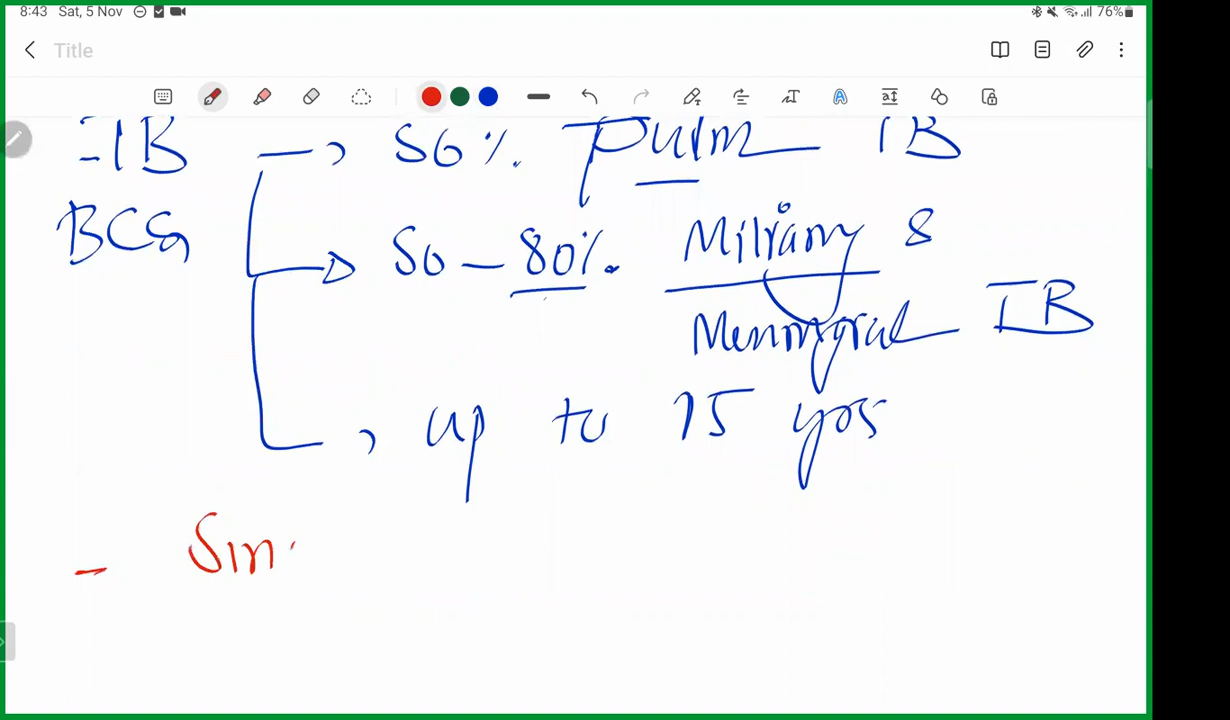 8:43 Sat, 5 Nov 76%
Title
TB → 50% pulm TB
BCG
→ 50 – 80% Miliary &
Meningeal TB
, up to 15 yrs
- Sin